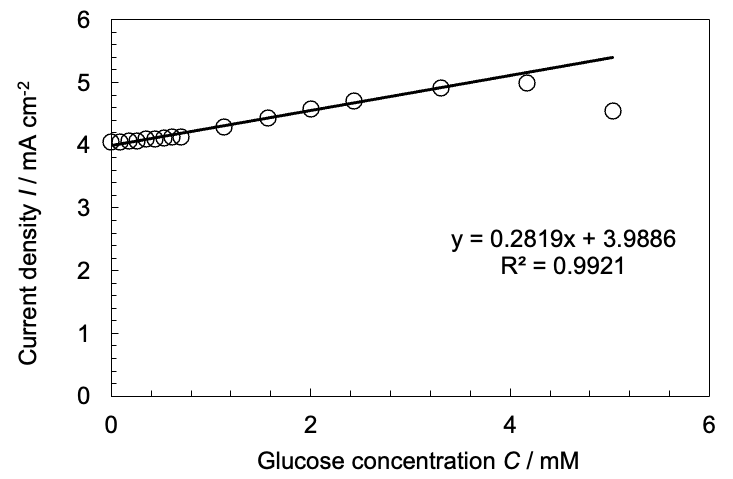 6
5
4
3
2
1
0
0 2 4 6
Current density I / mA cm⁻²
y = 0.2819x + 3.9886
R² = 0.9921
Glucose concentration C / mM